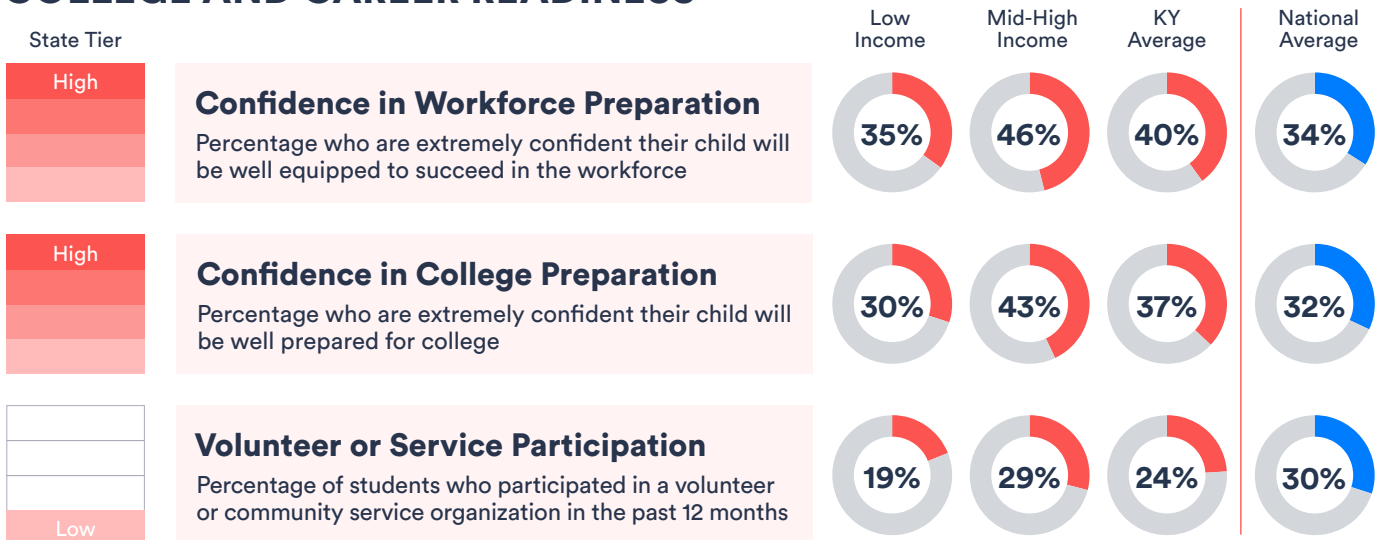 COLLEGE AND CAREER READINESS
State Tier
Low
Income
Mid-High
Income
KY
Average
National
Average
High
Confidence in Workforce Preparation
Percentage who are extremely confident their child will
be well equipped to succeed in the workforce
35%
46%
40%
34%
High
Confidence in College Preparation
Percentage who are extremely confident their child will
be well prepared for college
30%
43%
37%
32%
Volunteer or Service Participation
Percentage of students who participated in a volunteer
or community service organization in the past 12 months
19%
29%
24%
30%
Low